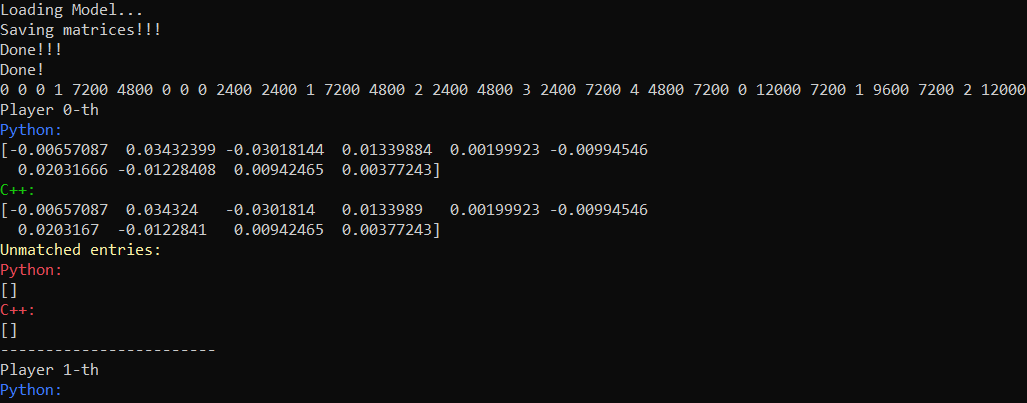 Loading Model...
Saving matrices!!!
Done!!!
Done!
0 0 0 1 7200 4800 0 0 0 2400 2400 1 7200 4800 2 2400 4800 3 2400 7200 4 4800 7200 0 12000 7200 1 9600 7200 2 12000
Player 0-th
Python:
[-0.00657087  0.03432399 -0.03018144  0.01339884  0.00199923 -0.00994546
  0.02031666 -0.01228408  0.00942465  0.00377243]
C++:
[-0.00657087  0.034324   -0.0301814   0.0133989   0.00199923 -0.00994546
  0.0203167  -0.0122841   0.00942465  0.00377243]
Unmatched entries:
Python:
[]
C++:
[]
------------------------
Player 1-th
Python: